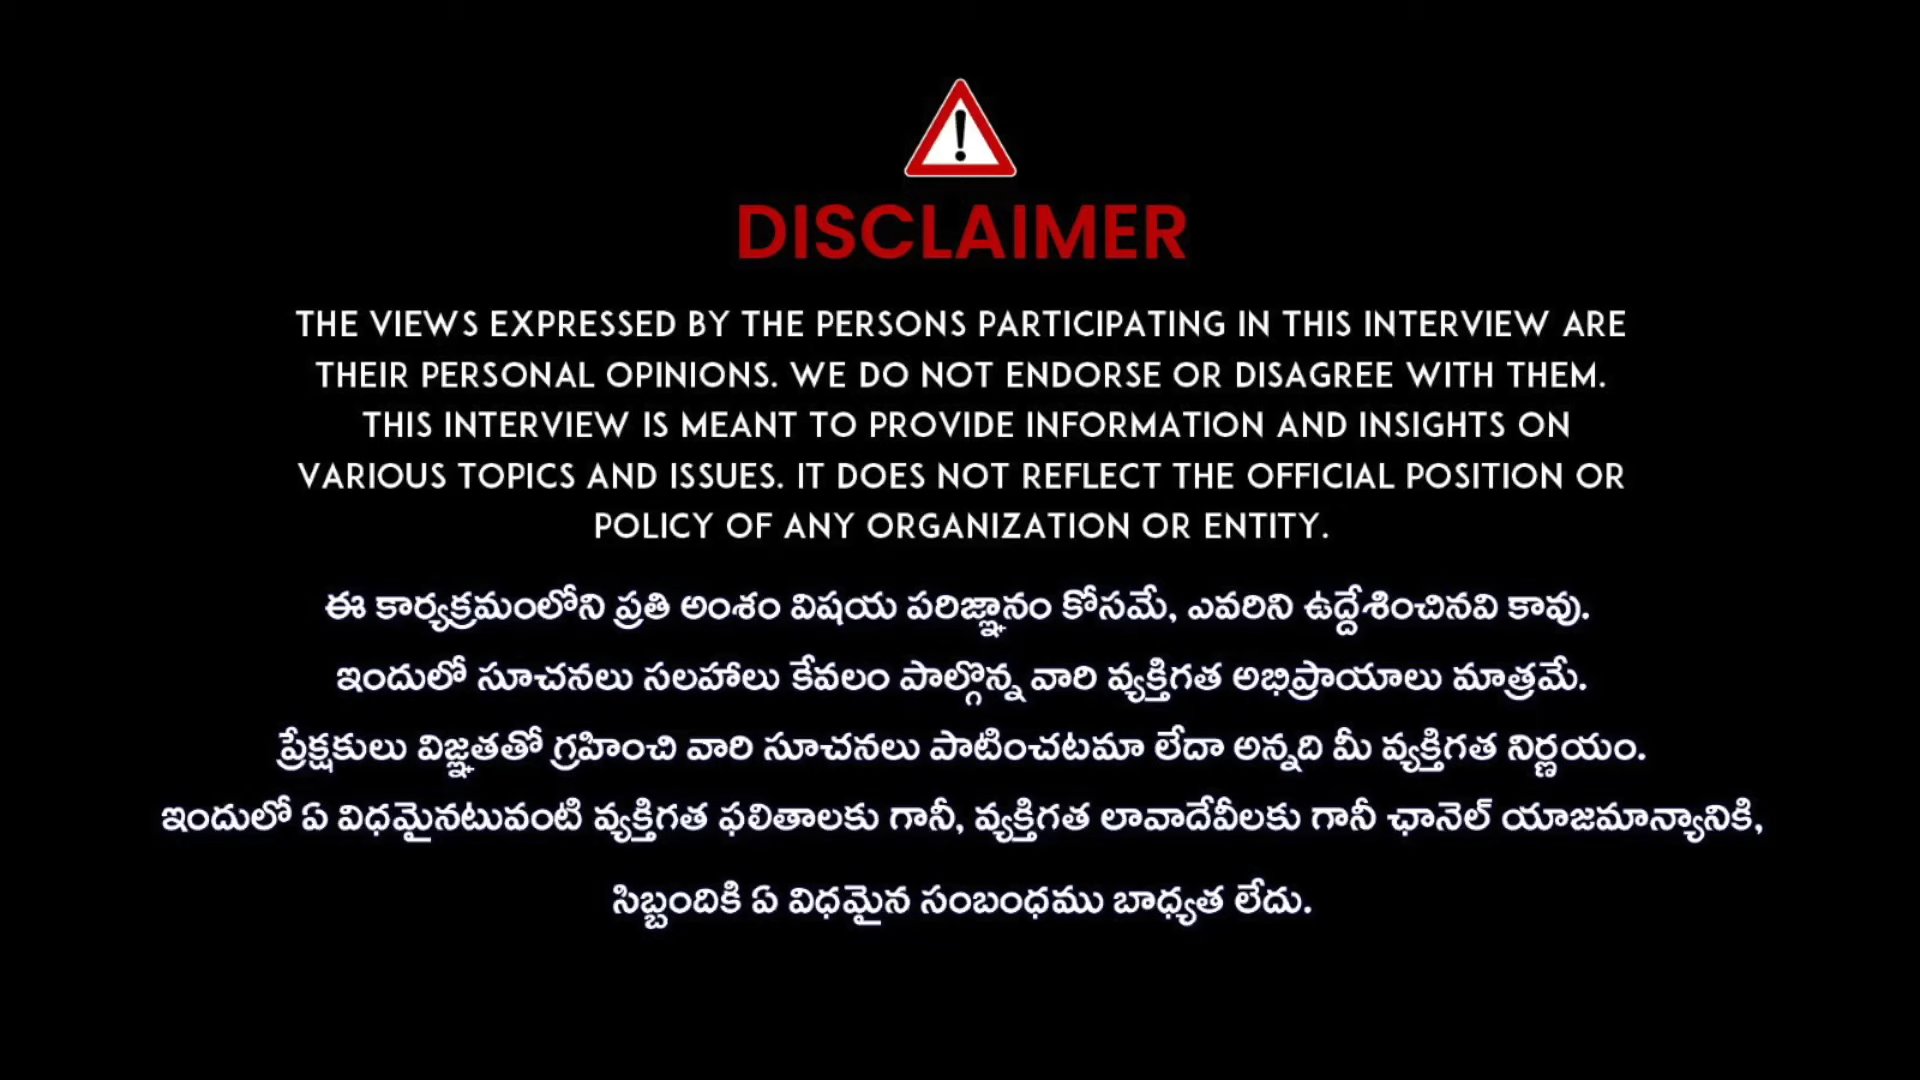 DISCLAIMER
THE VIEWS EXPRESSED BY THE PERSONS PARTICIPATING IN THIS INTERVIEW ARE
THEIR PERSONAL OPINIONS. WE DO NOT ENDORSE OR DISAGREE WITH THEM.
THIS INTERVIEW IS MEANT TO PROVIDE INFORMATION AND INSIGHTS ON
VARIOUS TOPICS AND ISSUES. IT DOES NOT REFLECT THE OFFICIAL POSITION OR
POLICY OF ANY ORGANIZATION OR ENTITY.
ఈ కార్యక్రమంలోని ప్రతి అంశం విషయ పరిజ్ఞానం కోసమే, ఎవరిని ఉద్దేశించినవి కావు.
ఇందులో సూచనలు సలహాలు కేవలం పాల్గొన్న వారి వ్యక్తిగత అభిప్రాయాలు మాత్రమే.
ప్రేక్షకులు విజ్ఞతతో గ్రహించి వారి సూచనలు పాటించటమా లేదా అన్నది మీ వ్యక్తిగత నిర్ణయం.
ఇందులో ఏ విధమైనటువంటి వ్యక్తిగత ఫలితాలకు గానీ, వ్యక్తిగత లావాదేవీలకు గానీ ఛానెల్ యాజమాన్యానికి,
సిబ్బందికి ఏ విధమైన సంబంధము బాధ్యత లేదు.